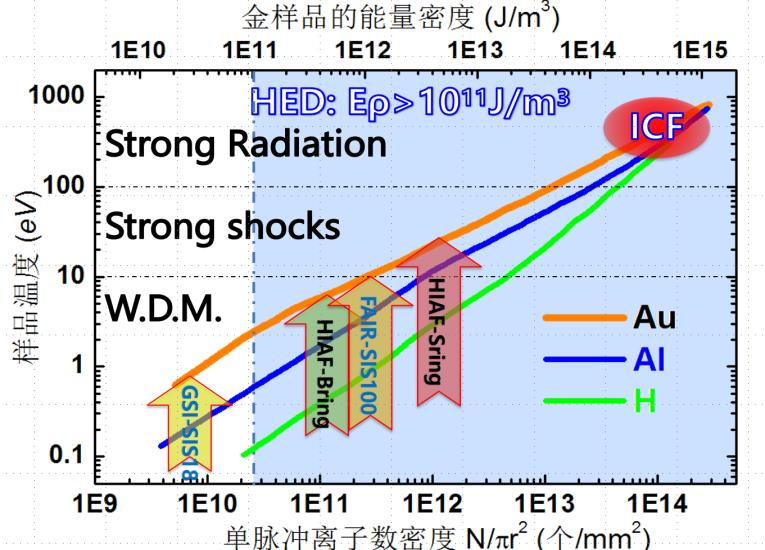 金样品的能量密度 (J/m³)
1E10 1E11 1E12 1E13 1E14 1E15
1000
HED: Eρ>10¹¹J/m³
ICF
Strong Radiation
100
Strong shocks
样品温度 (eV)
10
W.D.M.
HIAF-Sring
FAIR-SIS100
HIAF-Bring
GSI-SIS18
Au
1
Al
H
0.1
1E9 1E10 1E11 1E12 1E13 1E14
单脉冲离子数密度 N/πr² (个/mm²)